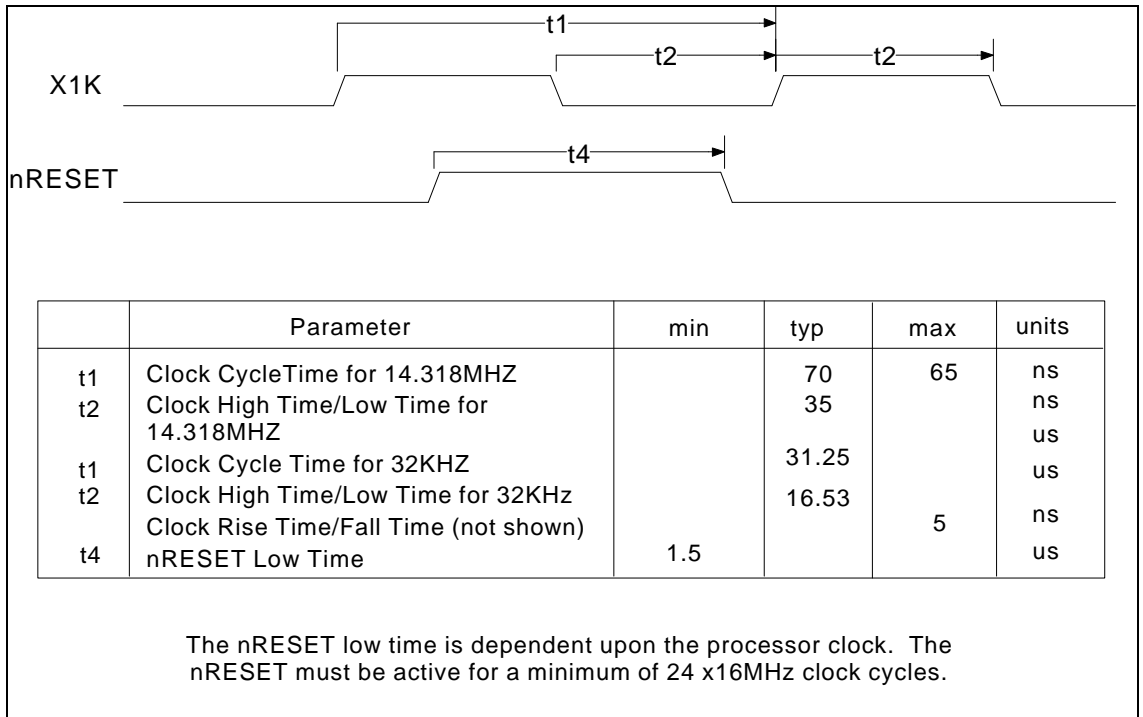 t1
t2 t2
X1K
t4
nRESET
Parameter min typ max units
t1 Clock CycleTime for 14.318MHZ 70 65 ns
t2 Clock High Time/Low Time for 35 ns
14.318MHZ us
t1 Clock Cycle Time for 32KHZ 31.25 us
t2 Clock High Time/Low Time for 32KHz 16.53
Clock Rise Time/Fall Time (not shown) 5 ns
t4 nRESET Low Time 1.5 us
The nRESET low time is dependent upon the processor clock. The
nRESET must be active for a minimum of 24 x16MHz clock cycles.